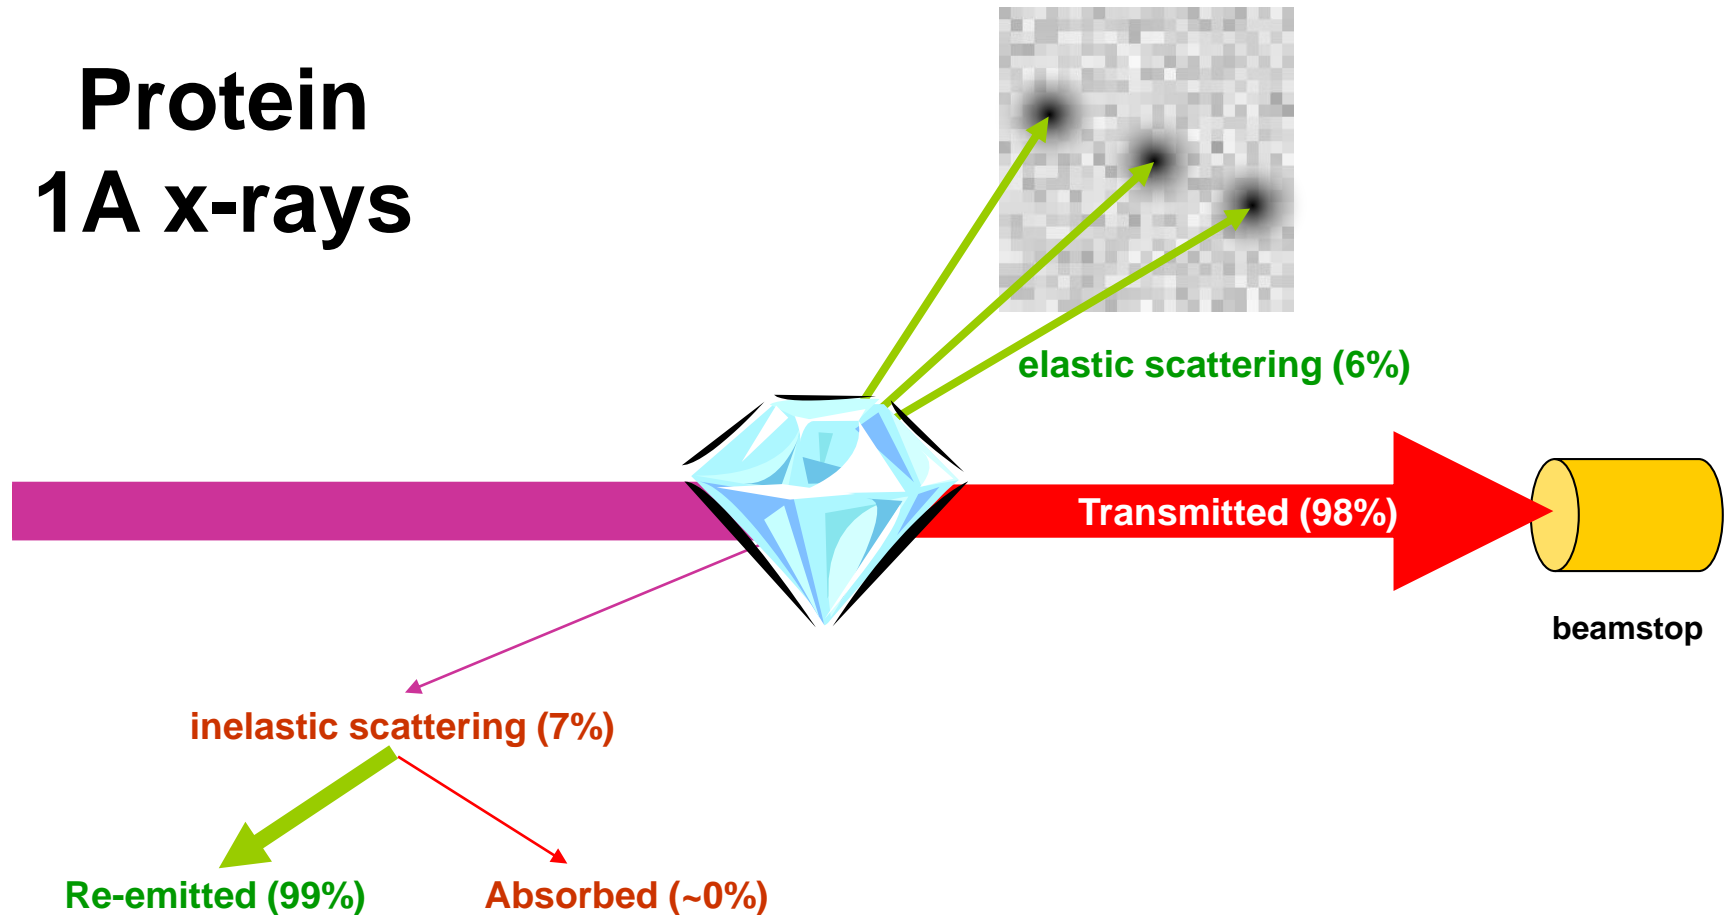 Protein
1A x-rays
elastic scattering (6%)
Transmitted (98%)
beamstop
inelastic scattering (7%)
Re-emitted (99%)
Absorbed (~0%)